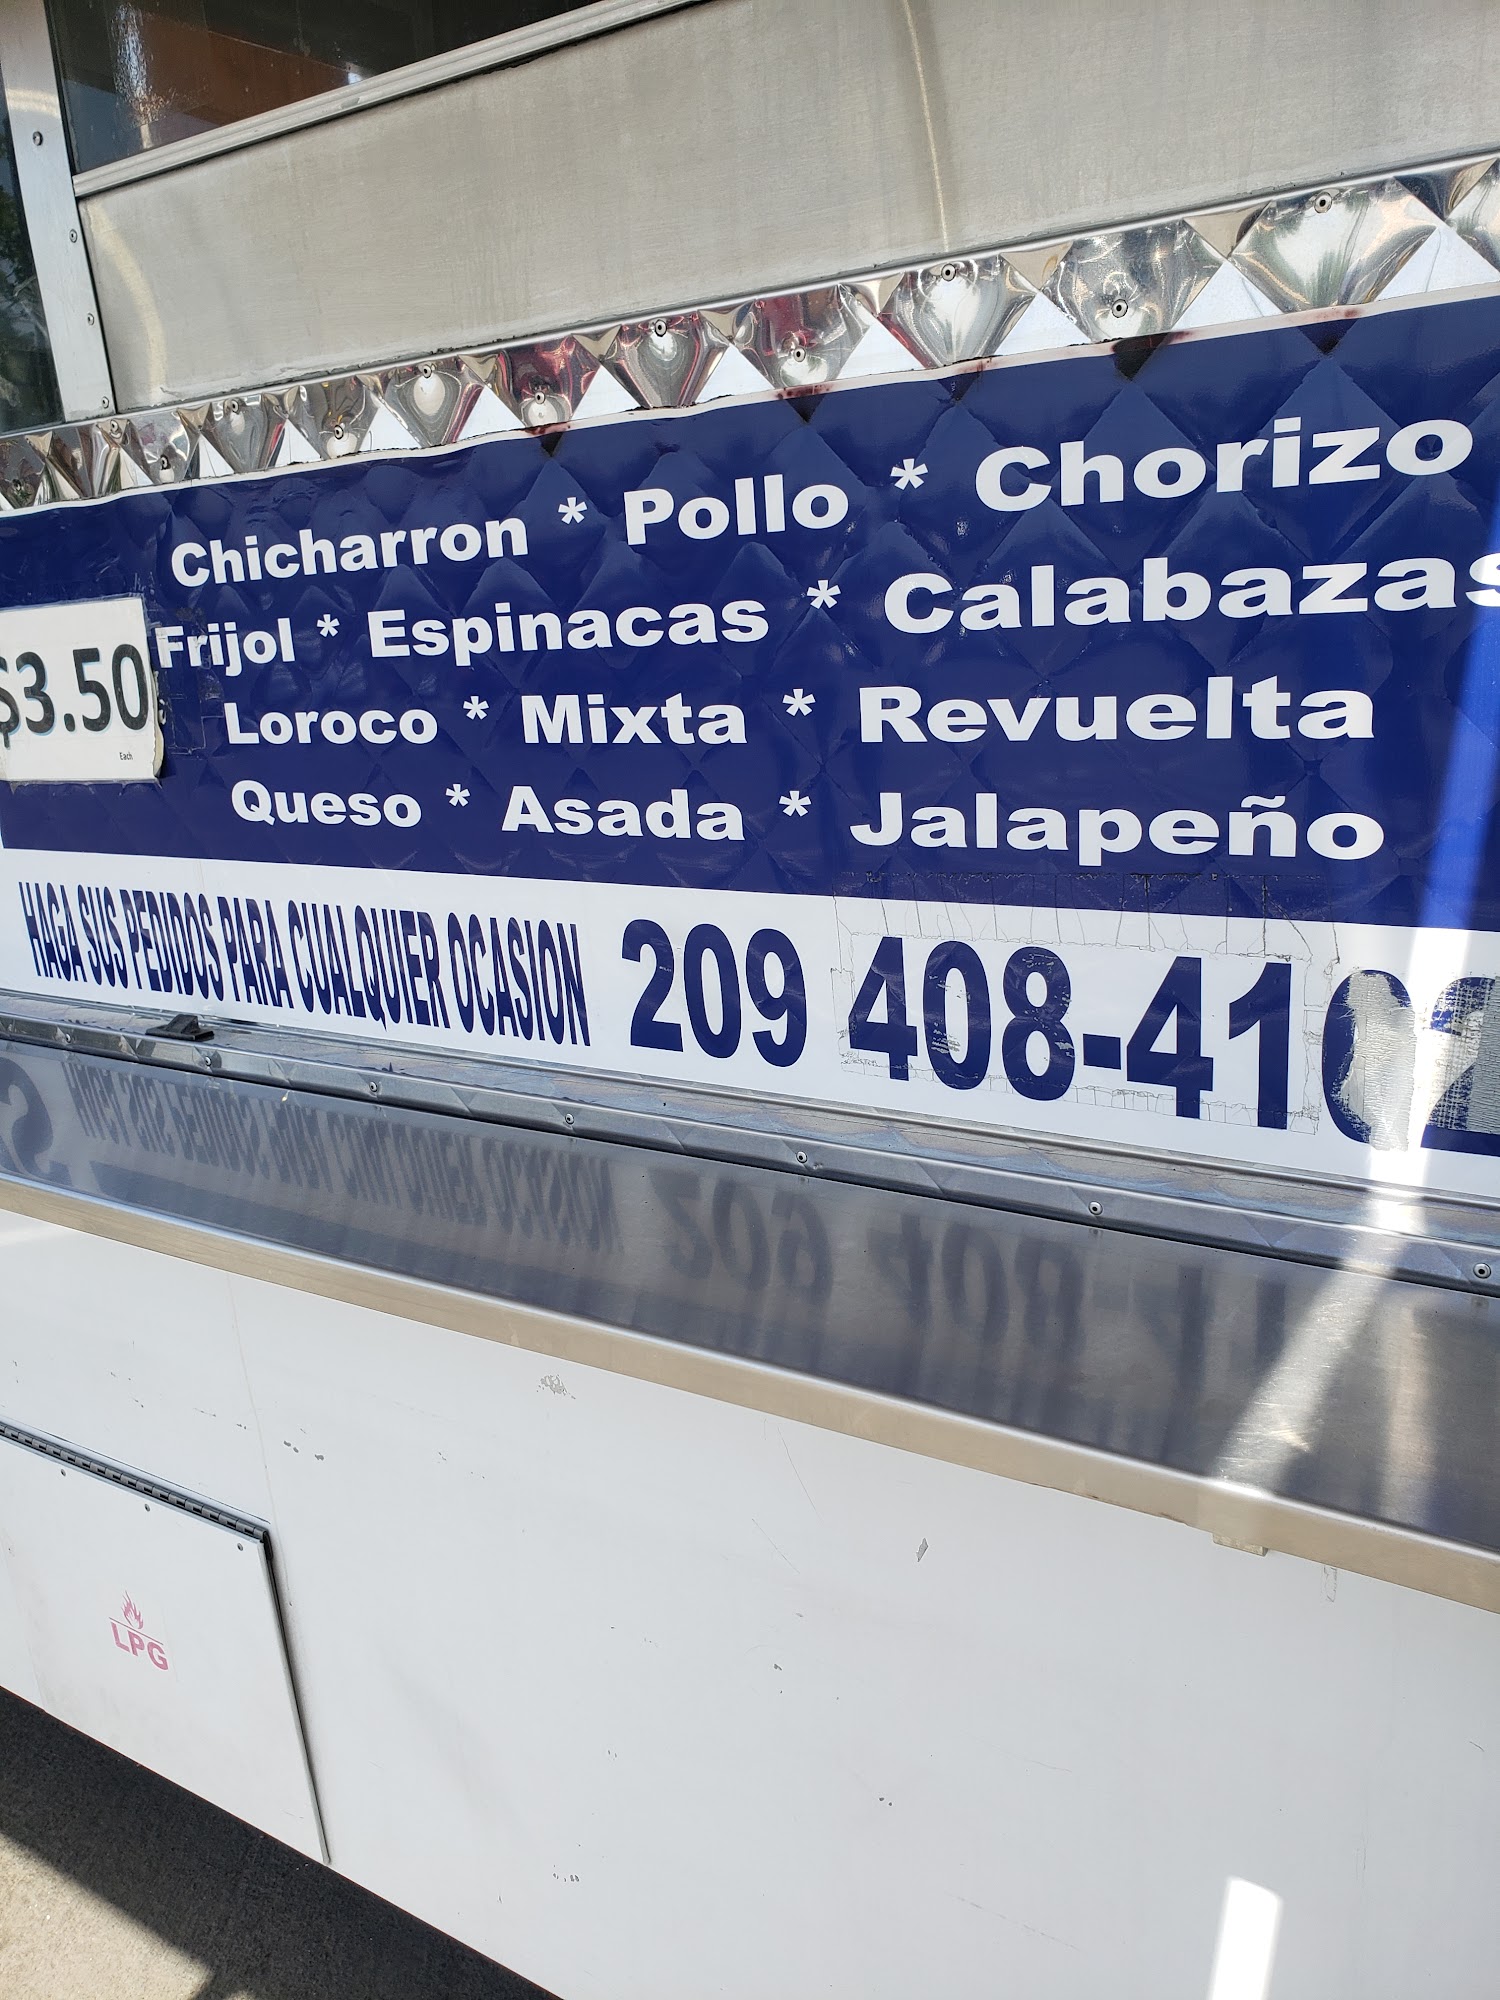 Chicharron * Pollo * Chorizo
Frijol * Espinacas * Calabazas
$3.50
Each
Loroco * Mixta * Revuelta
Queso * Asada * Jalapeño
HAGA SUS PEDIDOS PARA CUALQUIER OCASION 209 408-4102
LPG